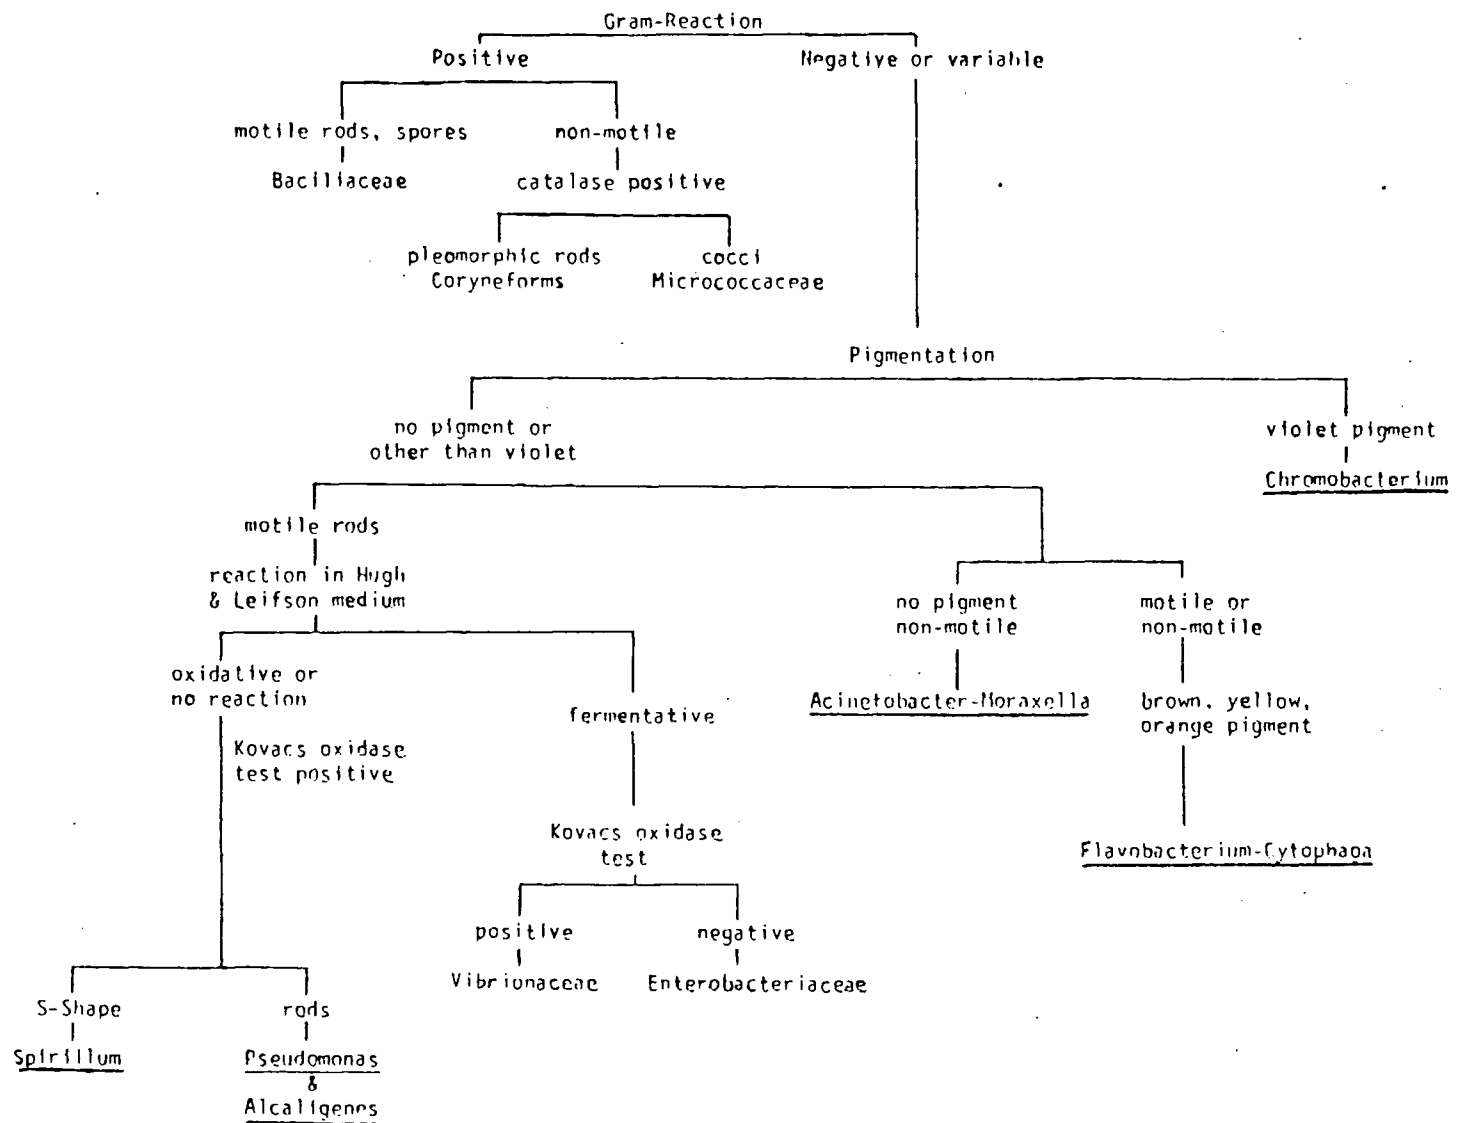 Gram-Reaction
Positive
Negative or variable
motile rods, spores
non-motile
Baciliaceae
catalase positive
pleomorphic rods
Coryneforms
cocci
Micrococcaceae
Pigmentation
no pigment or
other than violet
violet pigment
Chromobacterium
motile rods
reaction in Hugh
& Leifson medium
no pigment
non-motile
motile or
non-motile
oxidative or
no reaction
fermentative
Acinetobacter-Moraxella
brown, yellow,
orange pigment
Kovacs oxidase
test positive
Kovacs oxidase
test
Flavobacterium-Cytophaga
positive
negative
Vibrionaceae
Enterobacteriaceae
S-Shape
rods
Spirillum
Pseudomonas
&
Alcaligenes